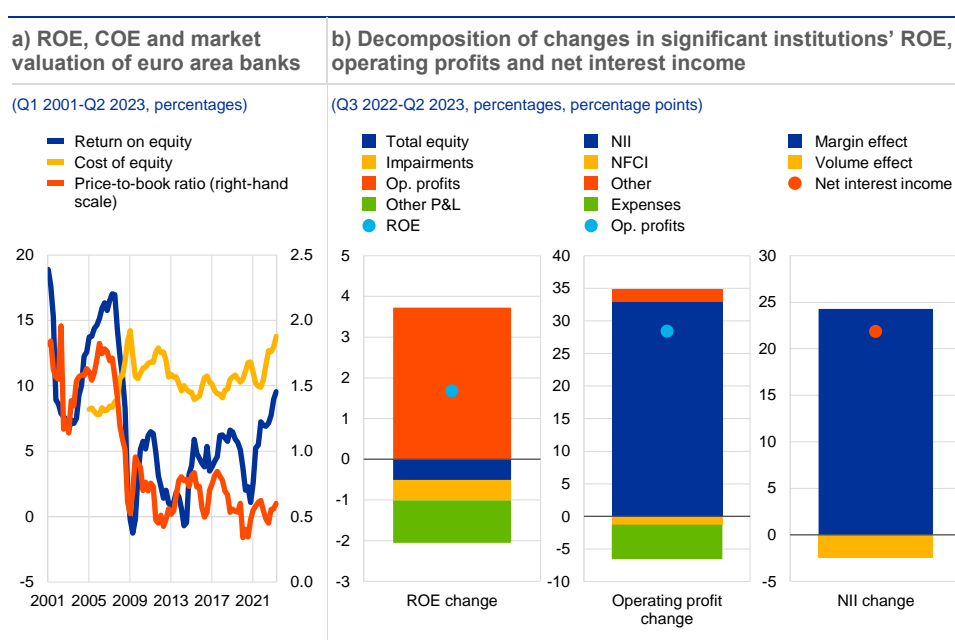 a) ROE, COE and market
valuation of euro area banks
(Q1 2001-Q2 2023, percentages)
Return on equity
Cost of equity
Price-to-book ratio (right-hand
scale)
20
15
10
5
0
-5
2.5
2.0
1.5
1.0
0.5
0.0
2001 2005 2009 2013 2017 2021
b) Decomposition of changes in significant institutions’ ROE,
operating profits and net interest income
(Q3 2022-Q2 2023, percentages, percentage points)
Total equity
Impairments
Op. profits
Other P&L
ROE
5
4
3
2
1
0
-1
-2
-3
ROE change
NII
NFCI
Other
Expenses
Op. profits
40
35
30
25
20
15
10
5
0
-5
-10
Operating profit
change
Margin effect
Volume effect
Net interest income
30
25
20
15
10
5
0
-5
NII change